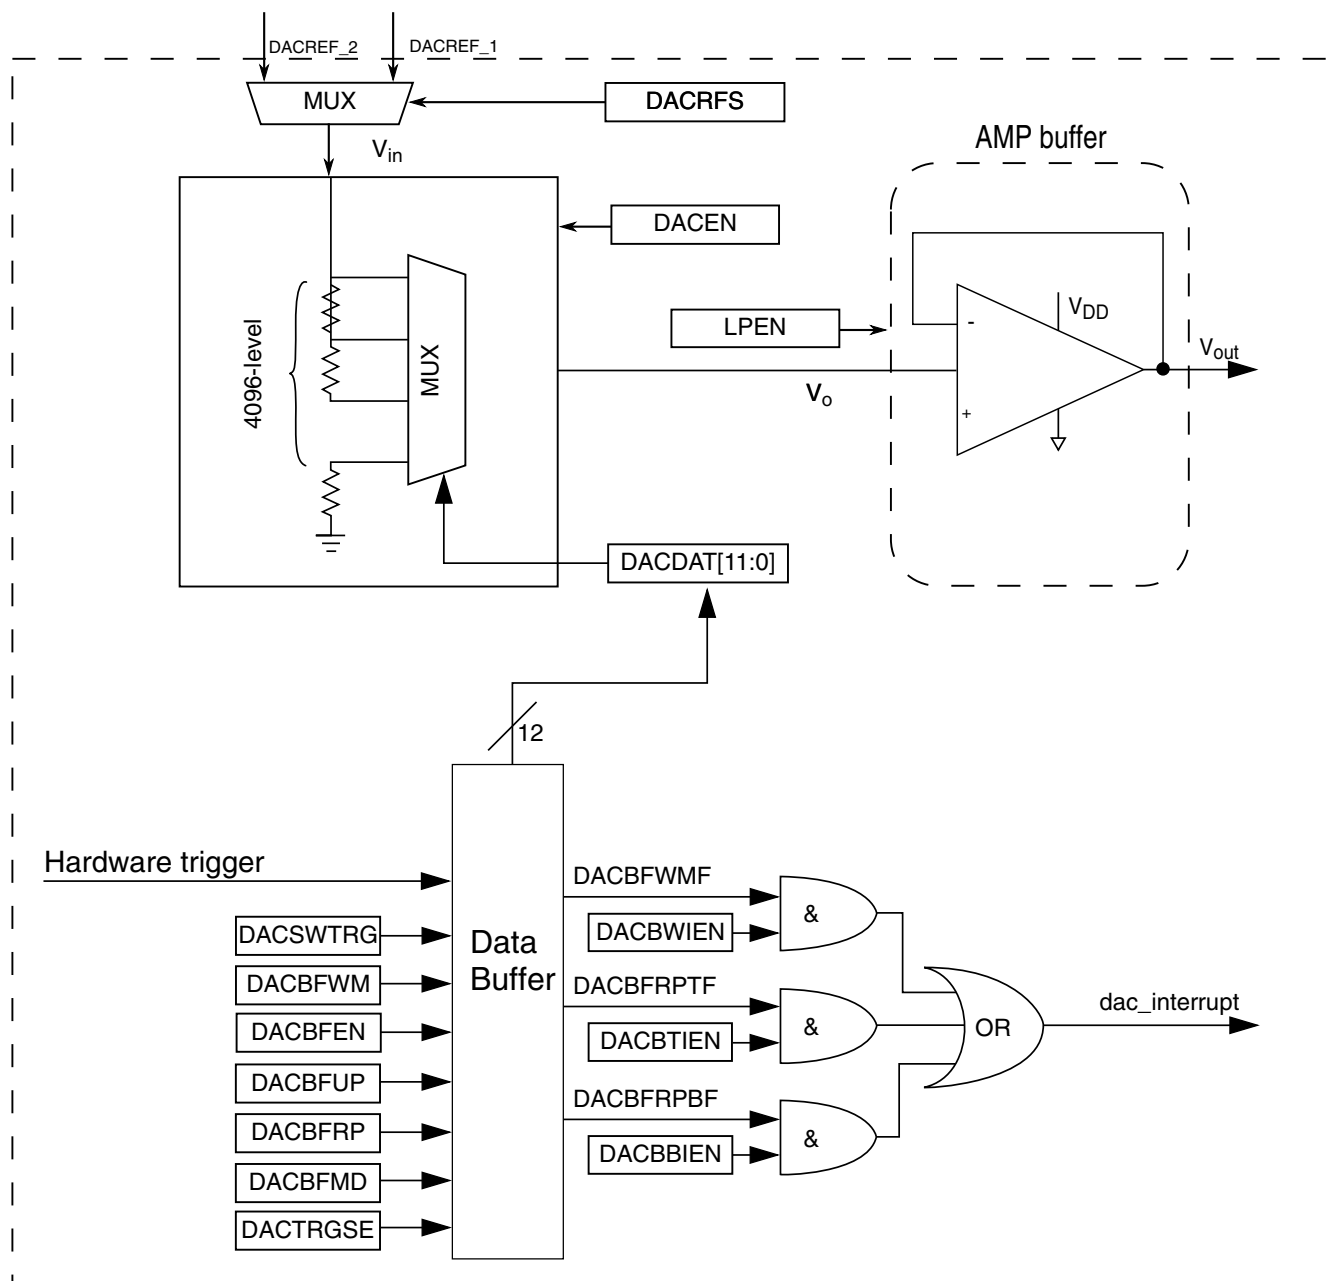 DACREF_2
DACREF_1
MUX
DACRFS
Vin
AMP buffer
DACEN
4096-level
MUX
LPEN
-
VDD
Vout
Vo
+
DACDAT[11:0]
12
Hardware trigger
DACSWTRG
DACBFWM
DACBFEN
DACBFUP
DACBFRP
DACBFMD
DACTRGSE
Data
Buffer
DACBFWMF
DACBWIEN
&
DACBFRPTF
DACBTIEN
&
DACBFRPBF
DACBBIEN
&
OR
dac_interrupt